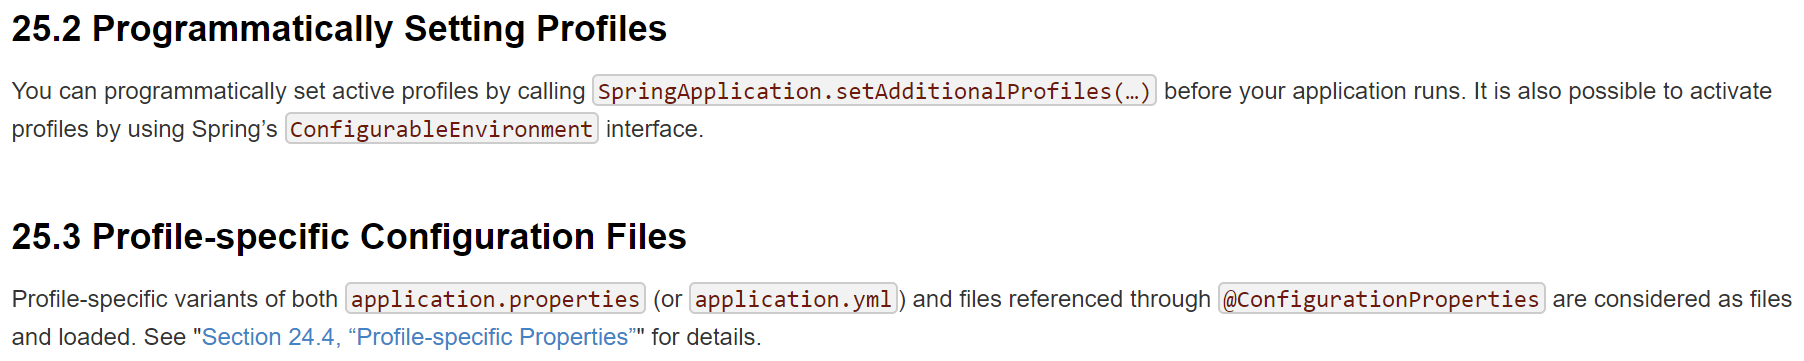 25.2 Programmatically Setting Profiles
You can programmatically set active profiles by calling SpringApplication.setAdditionalProfiles(…) before your application runs. It is also possible to activate
profiles by using Spring’s ConfigurableEnvironment interface.
25.3 Profile-specific Configuration Files
Profile-specific variants of both application.properties (or application.yml) and files referenced through @ConfigurationProperties are considered as files
and loaded. See "Section 24.4, “Profile-specific Properties”" for details.